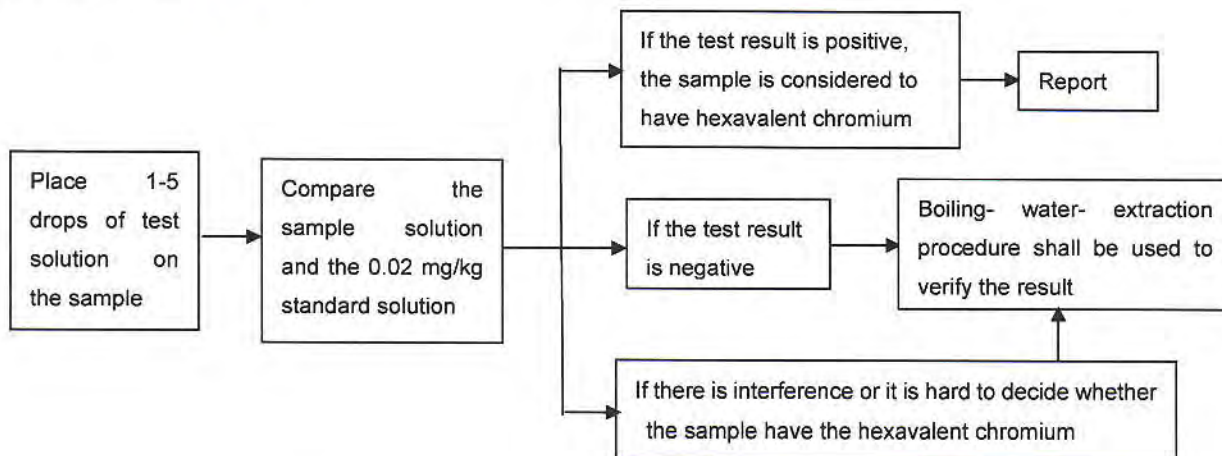 Place 1-5
drops of test
solution on
the sample
Compare the
sample solution
and the 0.02 mg/kg
standard solution
If the test result is positive,
the sample is considered to
have hexavalent chromium
Report
If the test result
is negative
Boiling- water- extraction
procedure shall be used to
verify the result
If there is interference or it is hard to decide whether
the sample have the hexavalent chromium